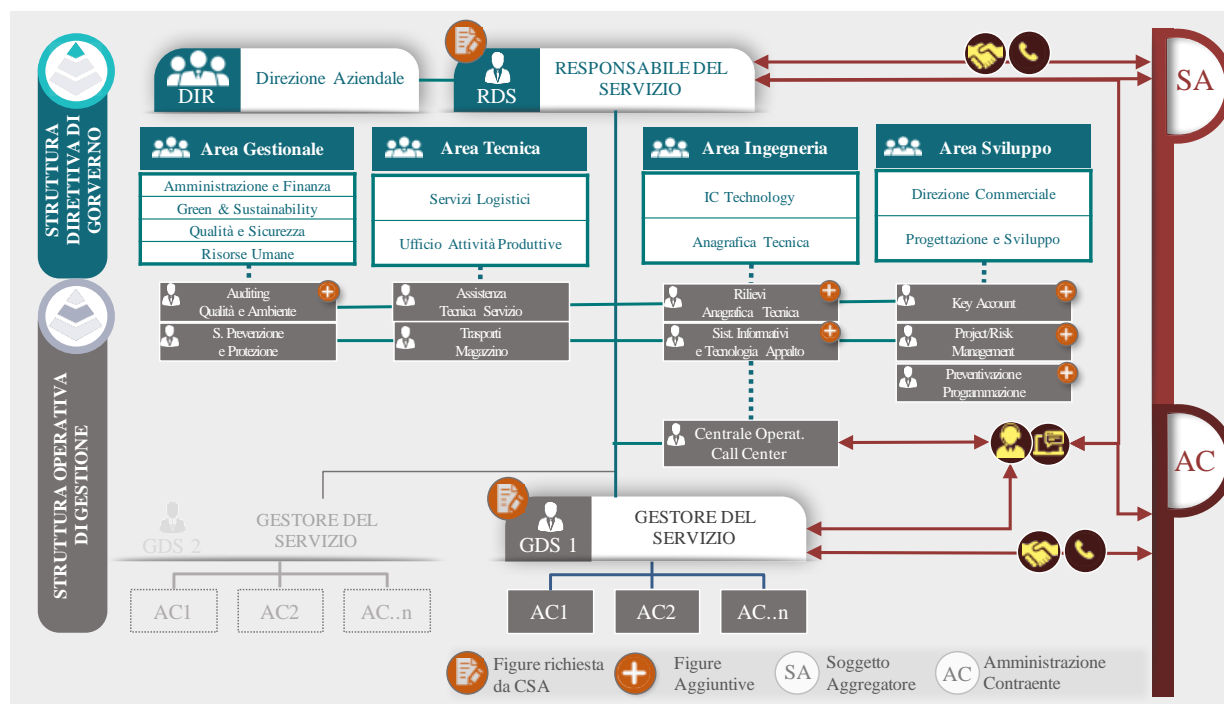 STRUTTURA
DIRETTIVA DI
GORVERNO
DIR
Direzione Aziendale
RDS
RESPONSABILE DEL
SERVIZIO
SA
Area Gestionale
Amministrazione e Finanza
Green & Sustainability
Qualità e Sicurezza
Risorse Umane
Area Tecnica
Servizi Logistici
Ufficio Attività Produttive
Area Ingegneria
IC Technology
Anagrafica Tecnica
Area Sviluppo
Direzione Commerciale
Progettazione e Sviluppo
STRUTTURA OPERATIVA
DI GESTIONE
Auditing
Qualità e Ambiente
S. Prevenzione
e Protezione
Assistenza
Tecnica Servizio
Trasporti
Magazzino
Rilievi
Anagrafica Tecnica
Sist. Informativi
e Tecnologia Appalto
Key Account
Project/Risk
Management
Preventivazione
Programmazione
Centrale Operat.
Call Center
AC
GDS 2
GESTORE DEL
SERVIZIO
AC1
AC2
AC..n
GDS 1
GESTORE DEL
SERVIZIO
AC1
AC2
AC..n
Figure richiesta
da CSA
Figure
Aggiuntive
SA
Soggetto
Aggregatore
AC
Amministrazione
Contraente